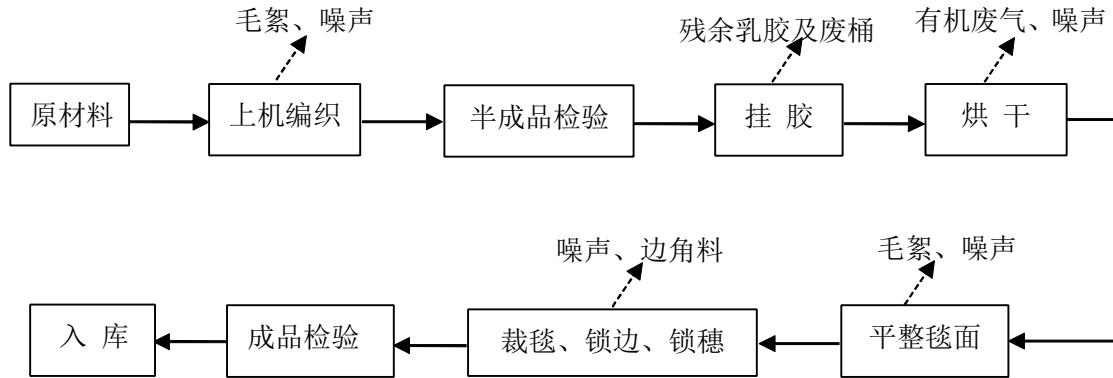 毛絮、噪声
残余乳胶及废桶
有机废气、噪声
原材料
上机编织
半成品检验
挂 胶
烘 干
噪声、边角料
毛絮、噪声
入 库
成品检验
裁毯、锁边、锁穗
平整毯面